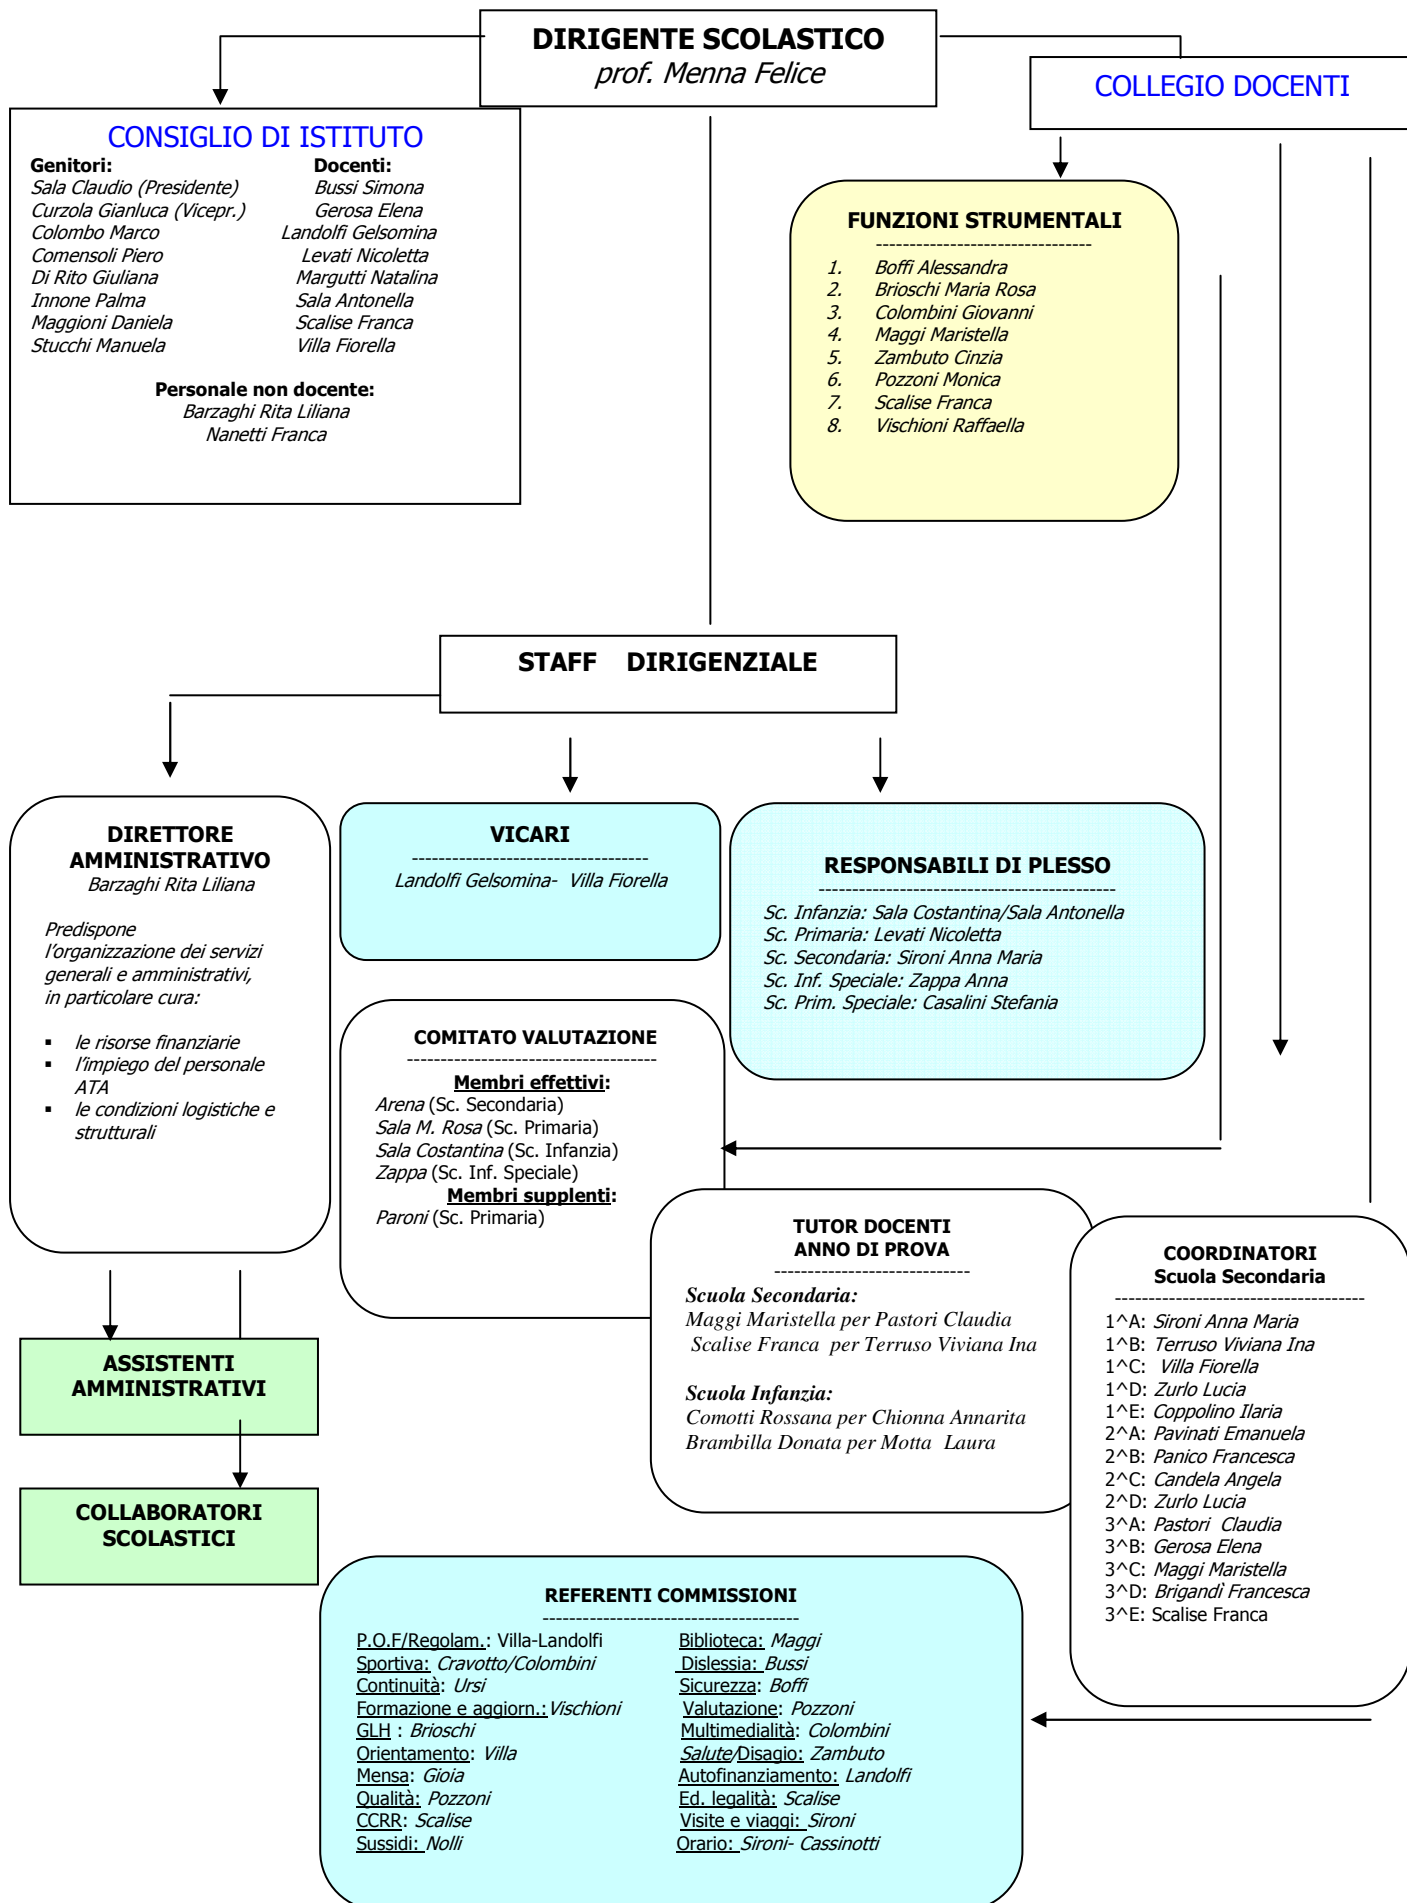 DIRIGENTE SCOLASTICO
prof. Menna Felice
COLLEGIO DOCENTI
CONSIGLIO DI ISTITUTO
Genitori: Docenti:
Sala Claudio (Presidente) Bussi Simona
Curzola Gianluca (Vicepr.) Gerosa Elena
Colombo Marco Landolfi Gelsomina
Comensoli Piero Levati Nicoletta
Di Rito Giuliana Margutti Natalina
Innone Palma Sala Antonella
Maggioni Daniela Scalise Franca
Stucchi Manuela Villa Fiorella
Personale non docente:
Barzaghi Rita Liliana
Nanetti Franca
FUNZIONI STRUMENTALI
--------------------------------
1. Boffi Alessandra
2. Brioschi Maria Rosa
3. Colombini Giovanni
4. Maggi Maristella
5. Zambuto Cinzia
6. Pozzoni Monica
7. Scalise Franca
8. Vischioni Raffaella
STAFF DIRIGENZIALE
DIRETTORE
AMMINISTRATIVO
Barzaghi Rita Liliana
Predispone
l'organizzazione dei servizi
generali e amministrativi,
in particolare cura:
▪ le risorse finanziarie
▪ l'impiego del personale
ATA
▪ le condizioni logistiche e
strutturali
VICARI
-----------------------------------
Landolfi Gelsomina- Villa Fiorella
RESPONSABILI DI PLESSO
--------------------------------------------
Sc. Infanzia: Sala Costantina/Sala Antonella
Sc. Primaria: Levati Nicoletta
Sc. Secondaria: Sironi Anna Maria
Sc. Inf. Speciale: Zappa Anna
Sc. Prim. Speciale: Casalini Stefania
COMITATO VALUTAZIONE
-------------------------------------
Membri effettivi:
Arena (Sc. Secondaria)
Sala M. Rosa (Sc. Primaria)
Sala Costantina (Sc. Infanzia)
Zappa (Sc. Inf. Speciale)
Membri supplenti:
Paroni (Sc. Primaria)
TUTOR DOCENTI
ANNO DI PROVA
-----------------------------
Scuola Secondaria:
Maggi Maristella per Pastori Claudia
Scalise Franca per Terruso Viviana Ina
Scuola Infanzia:
Comotti Rossana per Chionna Annarita
Brambilla Donata per Motta Laura
COORDINATORI
Scuola Secondaria
-------------------------------------
1^A: Sironi Anna Maria
1^B: Terruso Viviana Ina
1^C: Villa Fiorella
1^D: Zurlo Lucia
1^E: Coppolino Ilaria
2^A: Pavinati Emanuela
2^B: Panico Francesca
2^C: Candela Angela
2^D: Zurlo Lucia
3^A: Pastori Claudia
3^B: Gerosa Elena
3^C: Maggi Maristella
3^D: Brigandì Francesca
3^E: Scalise Franca
ASSISTENTI
AMMINISTRATIVI
COLLABORATORI
SCOLASTICI
REFERENTI COMMISSIONI
--------------------------------------
P.O.F/Regolam.: Villa-Landolfi Biblioteca: Maggi
Sportiva: Cravotto/Colombini Dislessia: Bussi
Continuità: Ursi Sicurezza: Boffi
Formazione e aggiorn.: Vischioni Valutazione: Pozzoni
GLH : Brioschi Multimedialità: Colombini
Orientamento: Villa Salute/Disagio: Zambuto
Mensa: Gioia Autofinanziamento: Landolfi
Qualità: Pozzoni Ed. legalità: Scalise
CCRR: Scalise Visite e viaggi: Sironi
Sussidi: Nolli Orario: Sironi- Cassinotti